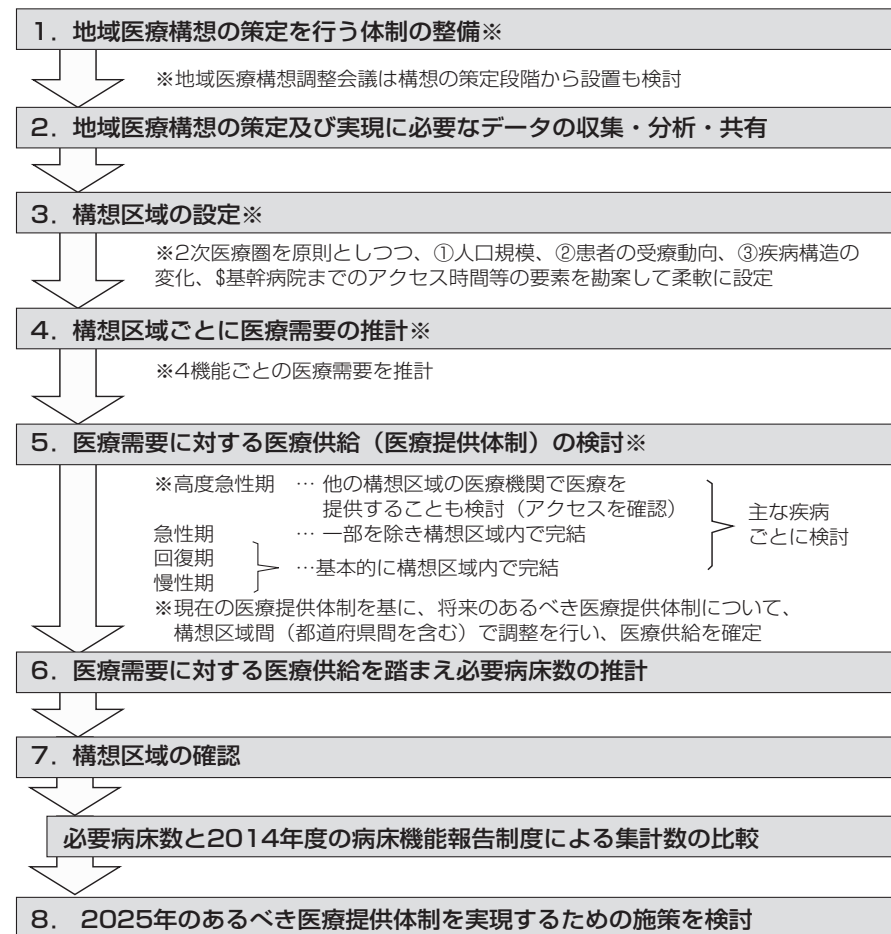 1．地域医療構想の策定を行う体制の整備※
※地域医療構想調整会議は構想の策定段階から設置も検討
2．地域医療構想の策定及び実現に必要なデータの収集・分析・共有
3．構想区域の設定※
※2次医療圏を原則としつつ、①人口規模、②患者の受療動向、③疾病構造の
変化、$基幹病院までのアクセス時間等の要素を勘案して柔軟に設定
4．構想区域ごとに医療需要の推計※
※4機能ごとの医療需要を推計
5．医療需要に対する医療供給（医療提供体制）の検討※
※高度急性期 … 他の構想区域の医療機関で医療を
提供することも検討（アクセスを確認）
急性期 … 一部を除き構想区域内で完結
回復期
慢性期
…基本的に構想区域内で完結
主な疾病
ごとに検討
※現在の医療提供体制を基に、将来のあるべき医療提供体制について、
構想区域間（都道府県間を含む）で調整を行い、医療供給を確定
6．医療需要に対する医療供給を踏まえ必要病床数の推計
7．構想区域の確認
必要病床数と2014年度の病床機能報告制度による集計数の比較
8． 2025年のあるべき医療提供体制を実現するための施策を検討